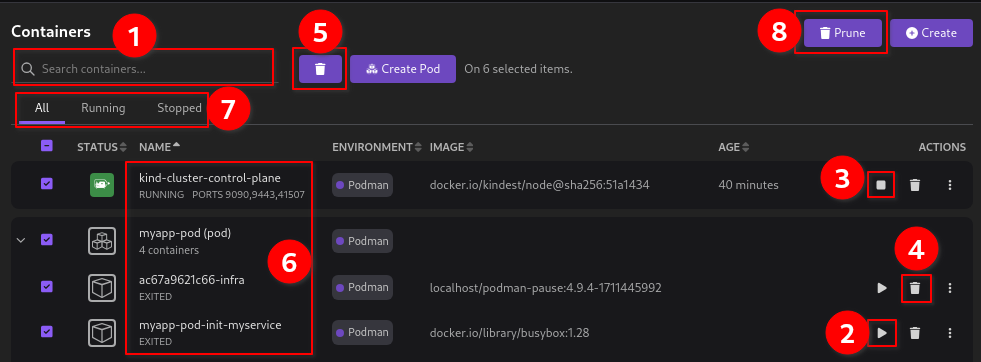 Containers
1
8
Prune
Create
Search containers...
5
Create Pod
On 6 selected items.
All
Running
Stopped
7
STATUS
NAME
ENVIRONMENT
IMAGE
AGE
ACTIONS
kind-cluster-control-plane
RUNNING PORTS 9090,9443,41507
Podman
docker.io/kindest/node@sha256:51a1434
40 minutes
3
myapp-pod (pod)
4 containers
Podman
6
4
ac67a9621c66-infra
EXITED
Podman
localhost/podman-pause:4.9.4-1711445992
myapp-pod-init-myservice
EXITED
Podman
docker.io/library/busybox:1.28
2